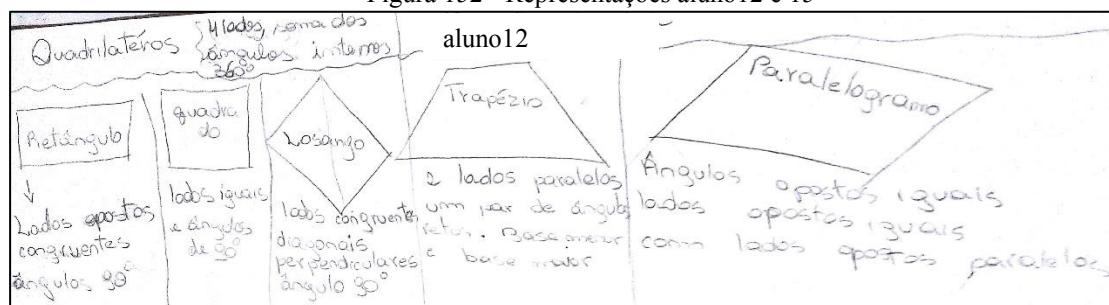 Figura 132 - Representações aluno12 e 13
aluno12
Quadriláteros
4 lados, soma dos
ângulos internos
360°
Retângulo
Lados opostos
congruentes
ângulos 90°
quadra
do
lados iguais
e ângulos
de 90°
Losango
lados congruentes
diagonais
perpendiculares
ângulo 90°
Trapézio
2 lados paralelos
um par de ângulos
retos. Base menor
e base maior
Paralelogramo
Ângulos opostos iguais
lados opostos iguais
com lados opostos paralelos